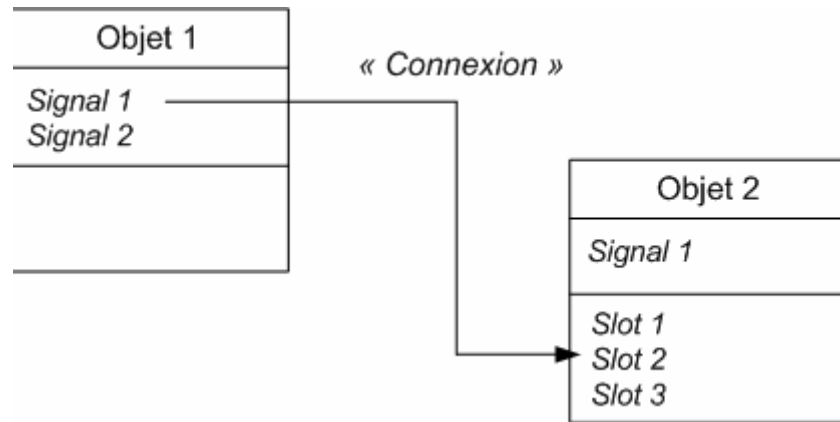 Objet 1
« Connexion »
Signal 1
Signal 2
Objet 2
Signal 1
Slot 1
Slot 2
Slot 3